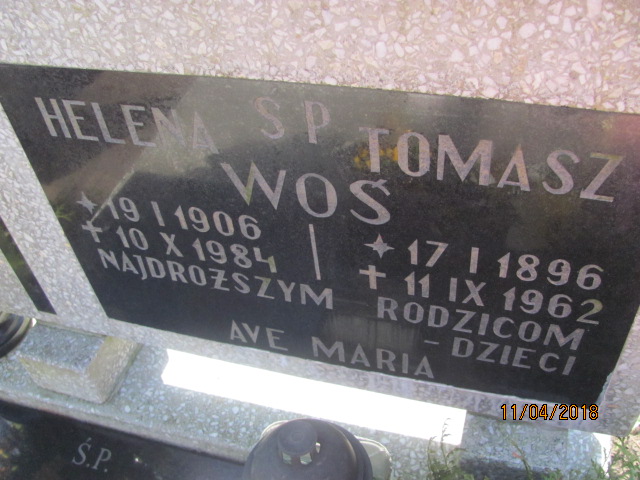 Ś P
HELENA TOMASZ
WOŚ
19 I 1906 17 I 1896
10 X 1984 11 IX 1962
NAJDROŻSZYM RODZICOM
AVE MARIA - DZIECI
11/04/2018
Ś.P.